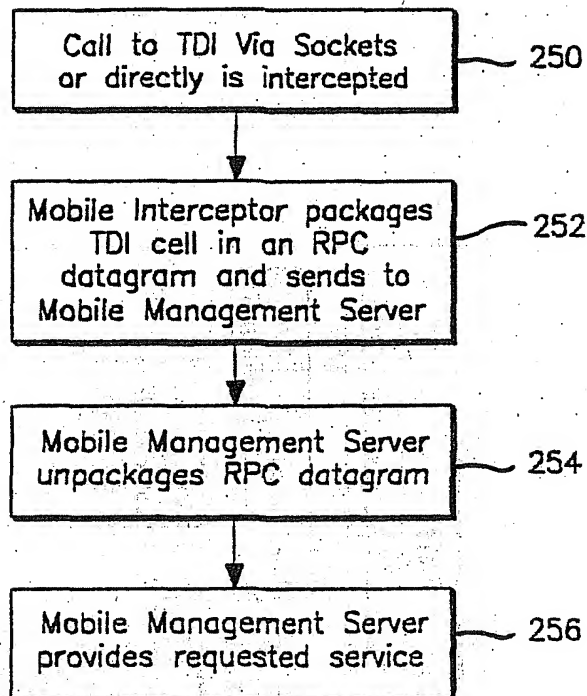 Call to TDI Via Sockets
or directly is intercepted
250
Mobile Interceptor packages
TDI cell in an RPC
datagram and sends to
Mobile Management Server
252
Mobile Management Server
unpackages RPC datagram
254
Mobile Management Server
provides requested service
256